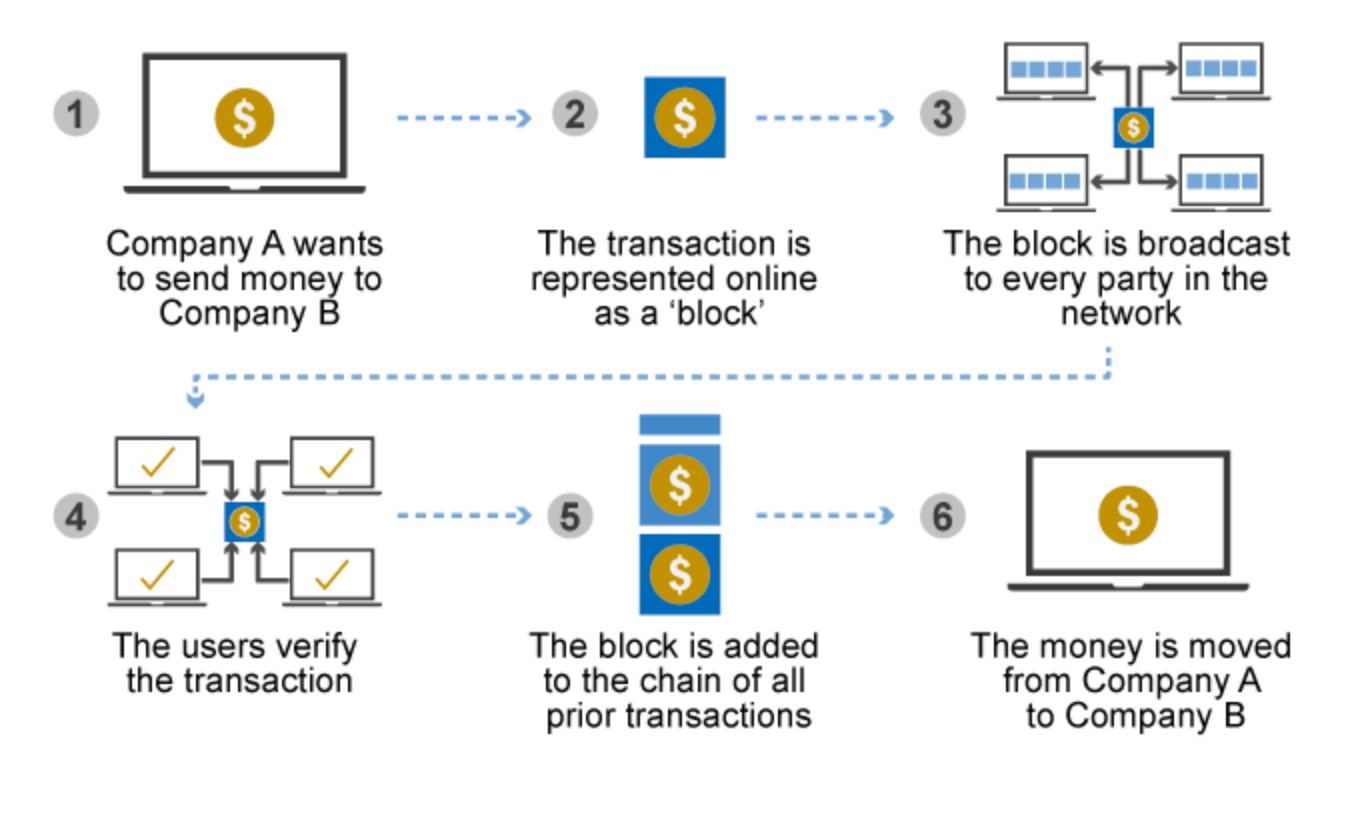 1
$
Company A wants
to send money to
Company B
2
$
The transaction is
represented online
as a ‘block’
3
$
The block is broadcast
to every party in the
network
4
$
The users verify
the transaction
5
$
$
The block is added
to the chain of all
prior transactions
6
$
The money is moved
from Company A
to Company B